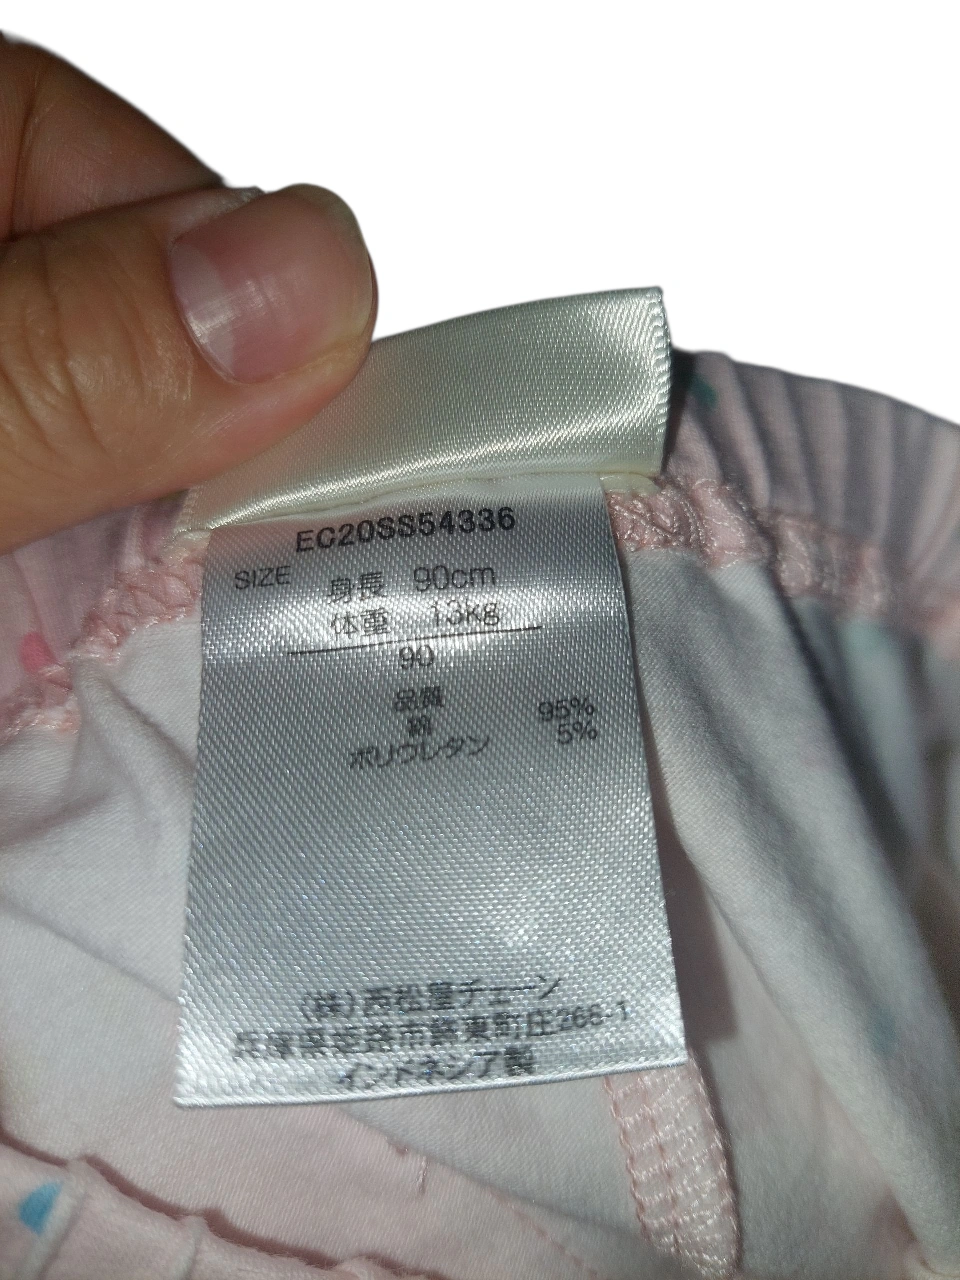 EC20SS54336
SIZE 身長 90cm
体重 13kg
90
品質
綿 95%
ポリウレタン 5%
(株)西松屋チェーン
兵庫県姫路市飾東町庄266-1
インドネシア製